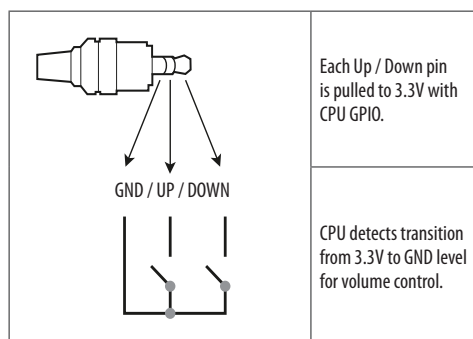 Each Up / Down pin
is pulled to 3.3V with
CPU GPIO.
GND / UP / DOWN
CPU detects transition
from 3.3V to GND level
for volume control.